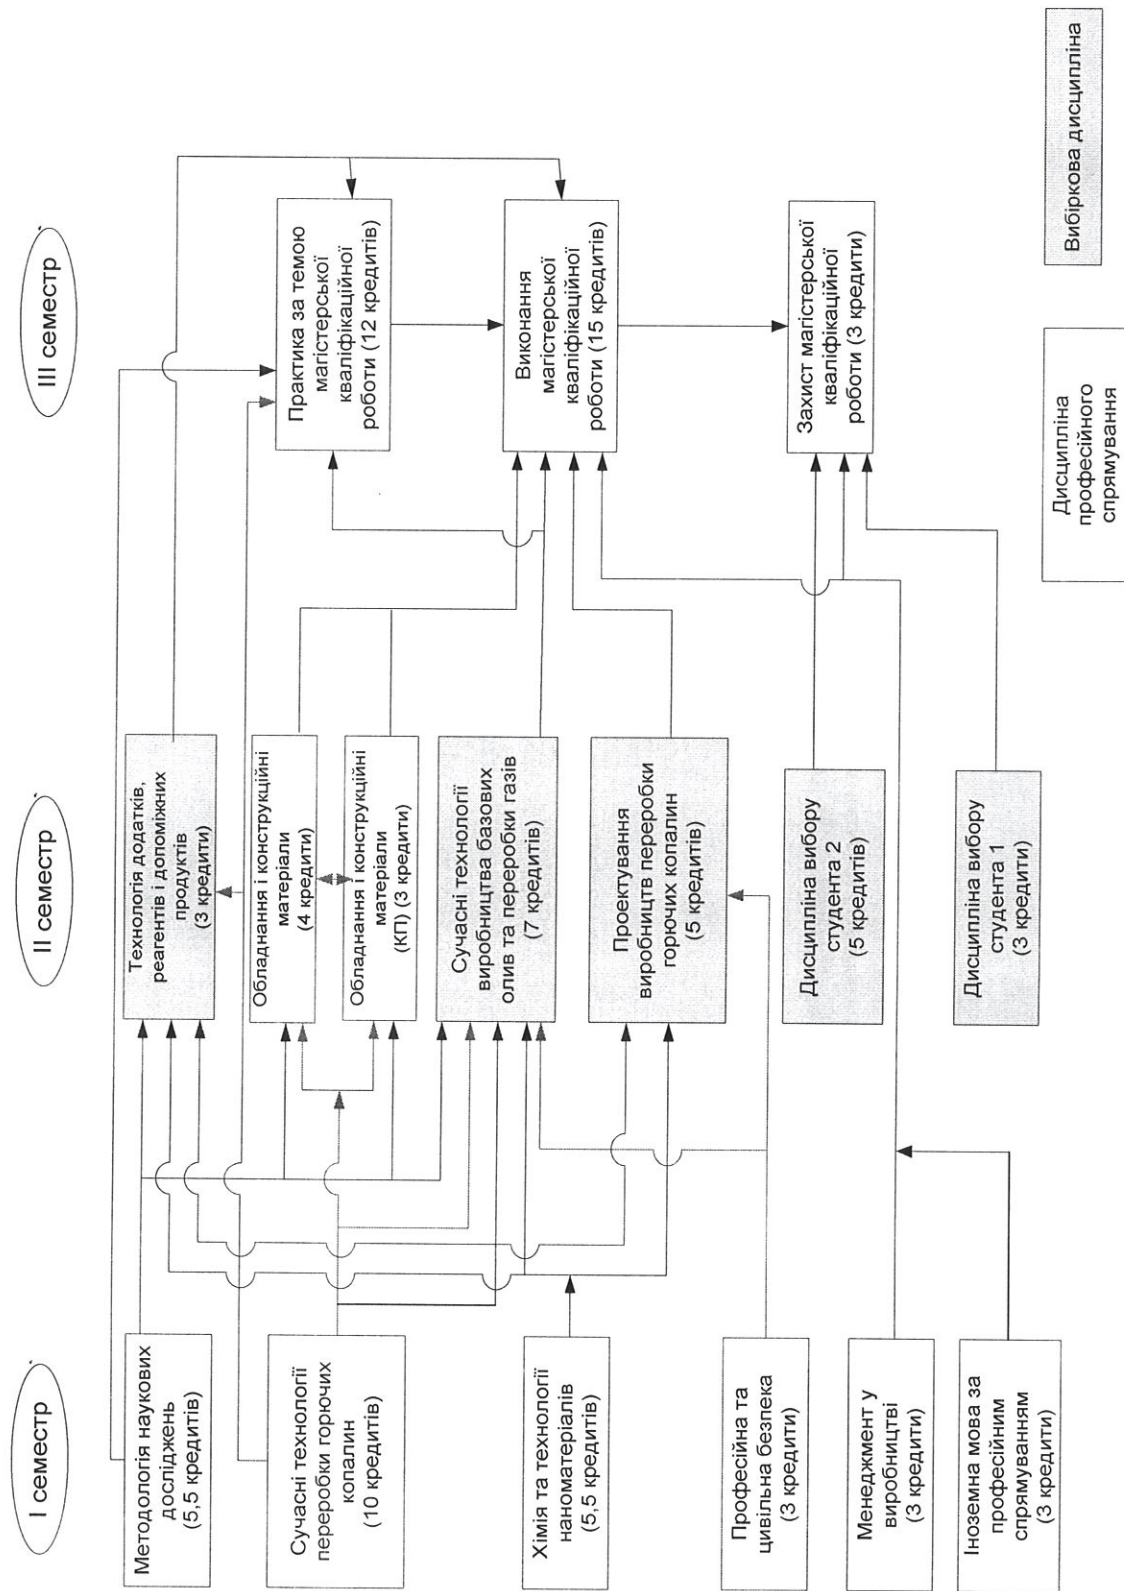 I семестр
II семестр
III семестр
Методологія наукових
досліджень
(5,5 кредитів)
Сучасні технології
переробки горючих
копалин
(10 кредитів)
Хімія та технології
наноматеріалів
(5,5 кредитів)
Професійна та
цивільна безпека
(3 кредити)
Менеджмент у
виробництві
(3 кредити)
Іноземна мова за
професійним
спрямуванням
(3 кредити)
Технологія додатків,
реагентів і допоміжних
продуктів
(3 кредити)
Обладнання і конструкційні
матеріали
(4 кредити)
Обладнання і конструкційні
матеріали
(КП) (3 кредити)
Сучасні технології
виробництва базових
олив та переробки газів
(7 кредитів)
Проектування
виробництв переробки
горючих копалин
(5 кредитів)
Дисципліна вибору
студента 2
(5 кредитів)
Дисципліна вибору
студента 1
(3 кредити)
Практика за темою
магістерської
кваліфікаційної
роботи (12 кредитів)
Виконання
магістерської
кваліфікаційної
роботи (15 кредитів)
Захист магістерської
кваліфікаційної
роботи (3 кредити)
Дисципліна
професійного
спрямування
Вибіркова дисципліна